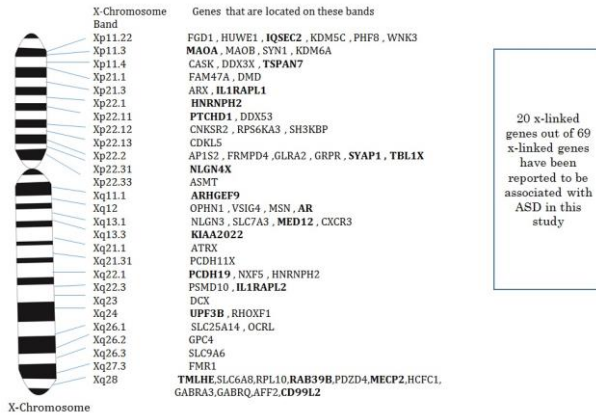 X-Chromosome Band	Genes that are located on these bands
Xp11.22	FGD1 , HUWE1 , IQSEC2 , KDM5C , PHF8 , WNK3
Xp11.3	MAOA , MAOB , SYN1 , KDM6A
Xp11.4	CASK , DDX3X , TSPAN7
Xp21.1	FAM47A , DMD
Xp21.3	ARX , IL1RAPL1
Xp22.1	HNRNPH2
Xp22.11	PTCHD1 , DDX53
Xp22.12	CNKSR2 , RPS6KA3 , SH3KBP
Xp22.13	CDKL5
Xp22.2	AP1S2 , FRMPD4 ,GLRA2 , GRPR , SYAP1 , TBL1X
Xp22.31	NLGN4X
Xp22.33	ASMT
Xq11.1	ARHGEF9
Xq12	OPHN1 , VSIG4 , MSN , AR
Xq13.1	NLGN3 , SLC7A3 , MED12 , CXCR3
Xq13.3	KIAA2022
Xq21.1	ATRX
Xq21.31	PCDH11X
Xq22.1	PCDH19 , NXF5 , HNRNPH2
Xq22.3	PSMD10 , IL1RAPL2
Xq23	DCX
Xq24	UPF3B , RHOXF1
Xq26.1	SLC25A14 , OCRL
Xq26.2	GPC4
Xq26.3	SLC9A6
Xq27.3	FMR1
Xq28	TMLHE,SLC6A8,RPL10,RAB39B,PDZD4,MECP2,HCFC1,
GABRA3,GABRQ,AFF2,CD99L2
X-Chromosome
20 x-linked
genes out of 69
x-linked genes
have been
reported to be
associated with
ASD in this
study